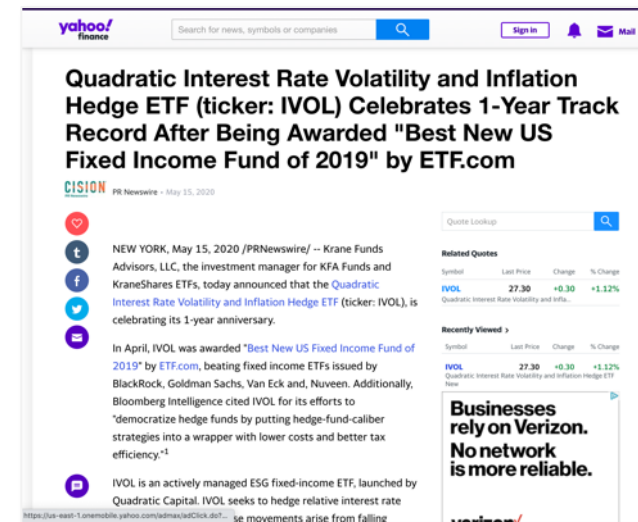 yahoo!
finance
Search for news, symbols or companies
Sign in
Mail
Quadratic Interest Rate Volatility and Inflation
Hedge ETF (ticker: IVOL) Celebrates 1-Year Track
Record After Being Awarded "Best New US
Fixed Income Fund of 2019" by ETF.com
CISION
PR Newswire
PR Newswire • May 15, 2020
NEW YORK, May 15, 2020 /PRNewswire/ -- Krane Funds
Advisors, LLC, the investment manager for KFA Funds and
KraneShares ETFs, today announced that the Quadratic
Interest Rate Volatility and Inflation Hedge ETF (ticker: IVOL), is
celebrating its 1-year anniversary.
In April, IVOL was awarded "Best New US Fixed Income Fund of
2019" by ETF.com, beating fixed income ETFs issued by
BlackRock, Goldman Sachs, Van Eck and, Nuveen. Additionally,
Bloomberg Intelligence cited IVOL for its efforts to
"democratize hedge funds by putting hedge-fund-caliber
strategies into a wrapper with lower costs and better tax
efficiency."1
IVOL is an actively managed ESG fixed-income ETF, launched by
Quadratic Capital. IVOL seeks to hedge relative interest rate
se movements arise from falling
https://us-east-1.onemobile.yahoo.com/admax/adClick.do?...
Quote Lookup
Related Quotes
Symbol Last Price Change % Change
IVOL 27.30 +0.30 +1.12%
Quadratic Interest Rate Volatility and Infla..
Recently Viewed >
Symbol Last Price Change % Change
IVOL 27.30 +0.30 +1.12%
Quadratic Interest Rate Volatility and Inflation Hedge ETF
New
Businesses
rely on Verizon.
No network
is more reliable.
verizon